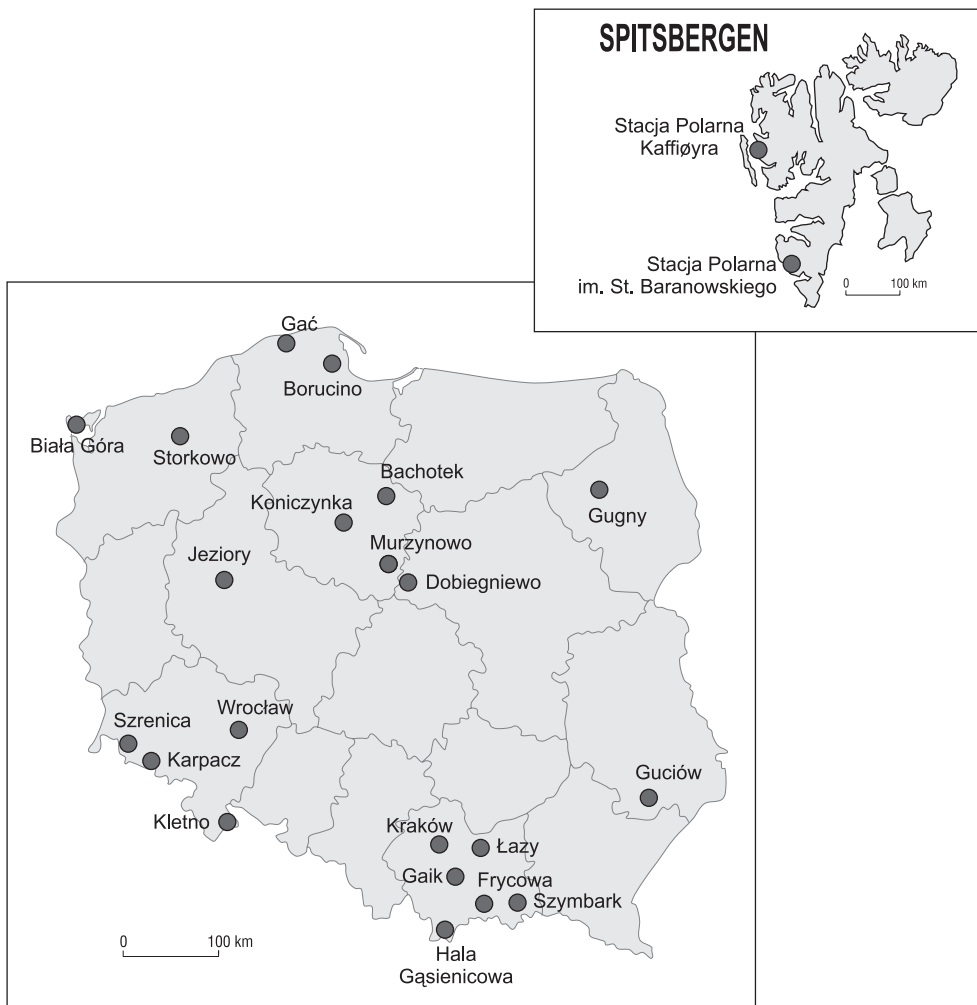 SPITSBERGEN
Stacja Polarna
Kaffiøyra
Stacja Polarna
im. St. Baranowskiego
0 100 km
Gać
Borucino
Biała Góra
Storkowo
Bachotek
Koniczynka
Gugny
Murzynowo
Jeziory
Dobiegniewo
Wrocław
Szrenica
Karpacz
Guciów
Kletno
Kraków
Łazy
Gaik
Frycowa
Szymbark
0 100 km
Hala
Gąsienicowa